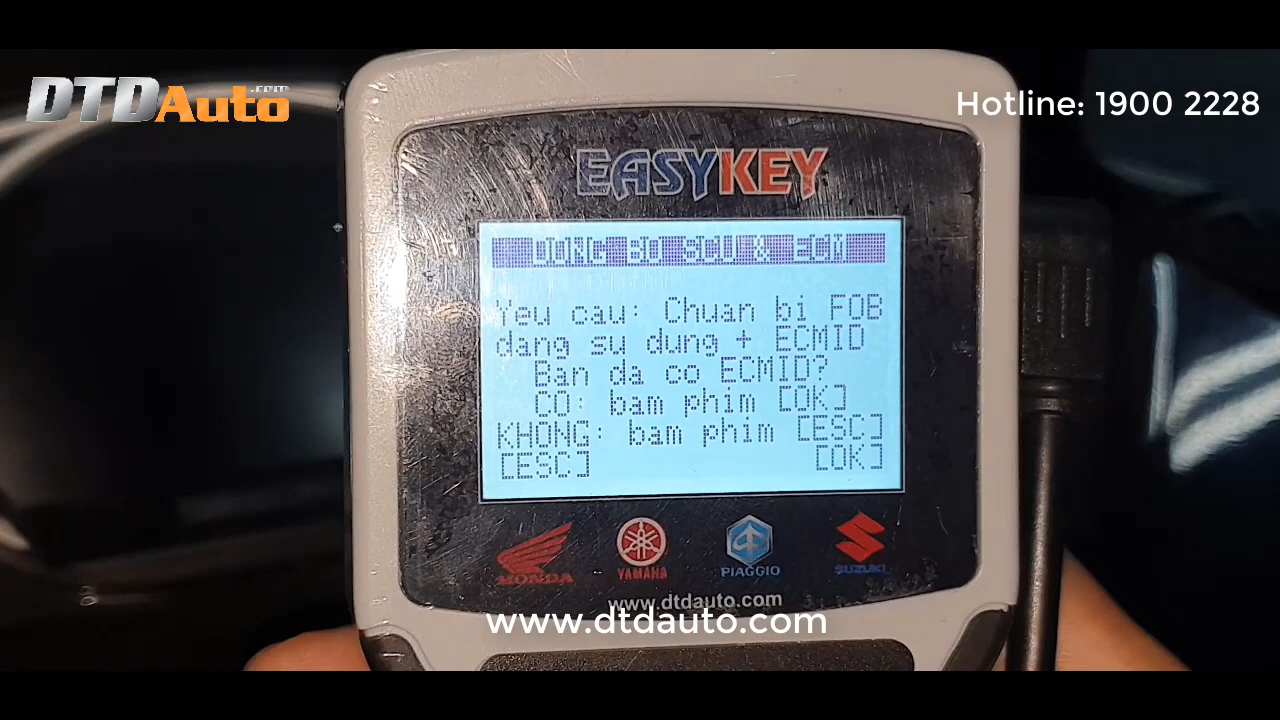 DTDAuto.com
Hotline: 1900 2228
EASYKEY
DONG BO SCU & ECM
Yeu cau: Chuan bi FOB
dang su dung + ECMID
Ban da co ECMID?
CO: bam phim [OK]
KHONG: bam phim [ESC]
[ESC] [OK]
HONDA YAMAHA PIAGGIO SUZUKI
www.dtdauto.com
www.dtdauto.com